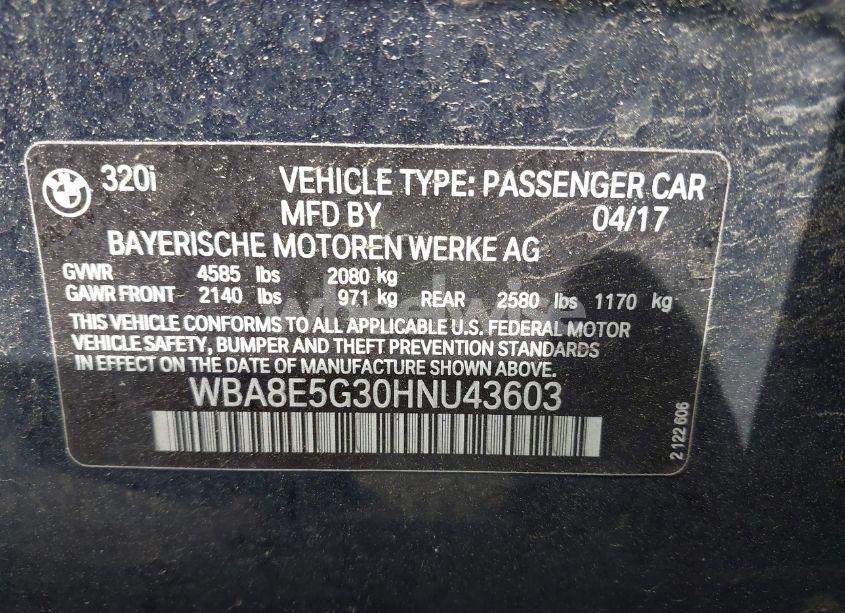 320i VEHICLE TYPE: PASSENGER CAR
MFD BY 04/17
BAYERISCHE MOTOREN WERKE AG
GVWR 4585 lbs 2080 kg
GAWR FRONT 2140 lbs 971 kg REAR 2580 lbs 1170 kg
THIS VEHICLE CONFORMS TO ALL APPLICABLE U.S. FEDERAL MOTOR
VEHICLE SAFETY, BUMPER AND THEFT PREVENTION STANDARDS
IN EFFECT ON THE DATE OF MANUFACTURE SHOWN ABOVE.
WBA8E5G30HNU43603
2 122 606
wheelwise
BMW